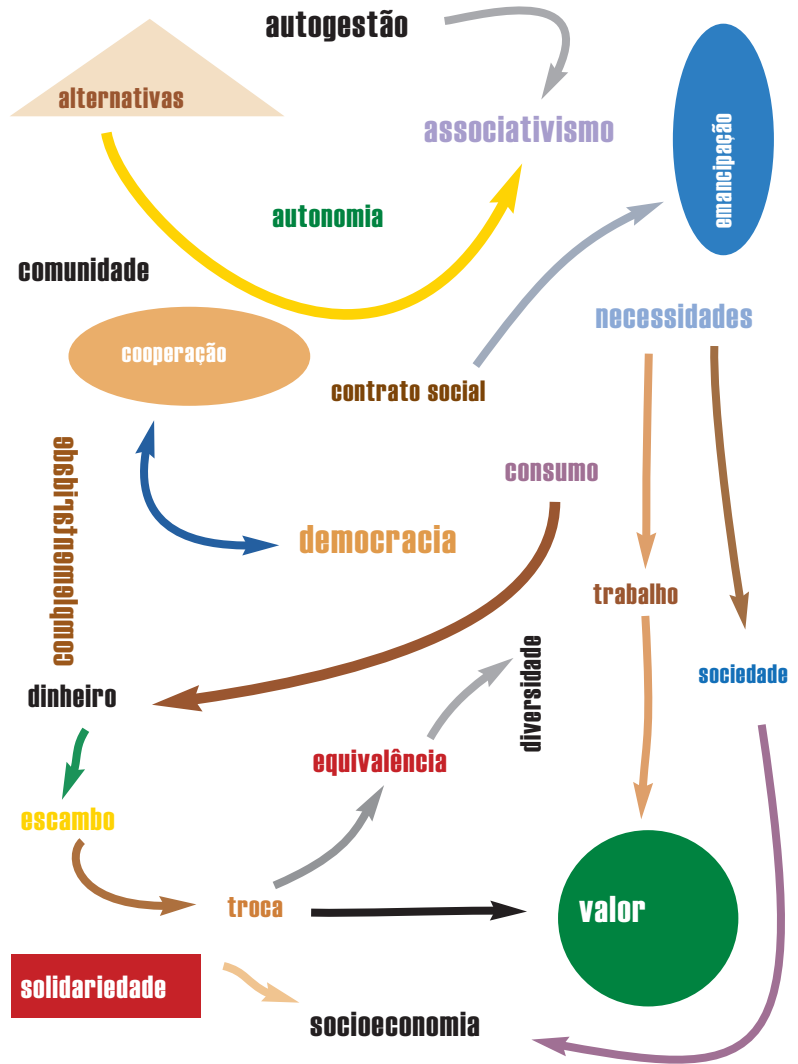 autogestão
alternativas
associativismo
emancipação
autonomia
comunidade
necessidades
cooperação
contrato social
consumo
complementariedade
democracia
trabalho
sociedade
diversidade
dinheiro
equivalência
escambo
troca
valor
solidariedade
socioeconomia